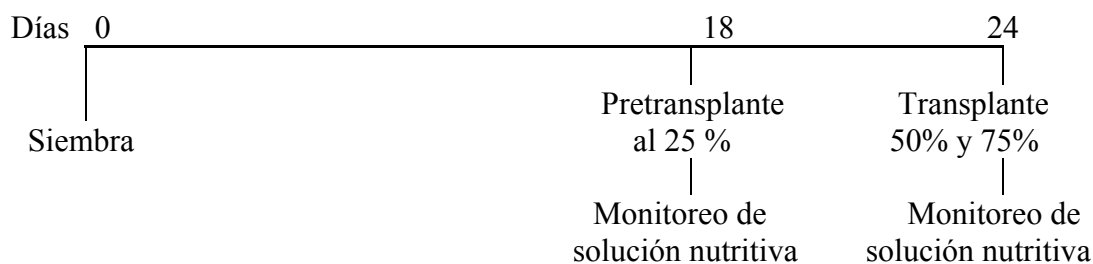 Días 0 18 24
Siembra
Pretransplante
al 25 %
Transplante
50% y 75%
Monitoreo de
solución nutritiva
Monitoreo de
solución nutritiva